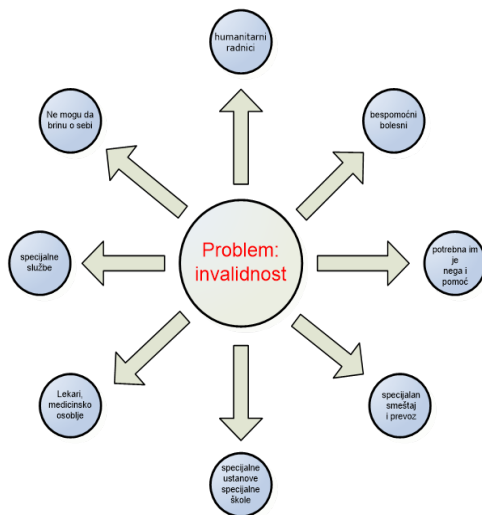 humanitarni
radnici
Ne mogu da
brinu o sebi
bespomoćni
bolesni
Problem:
invalidnost
specijalne
službe
potrebna im
je
nega i
pomoć
Lekari,
medicinsko
osoblje
specijalan
smeštaj
i prevoz
specijalne
ustanove
specijalne
škole